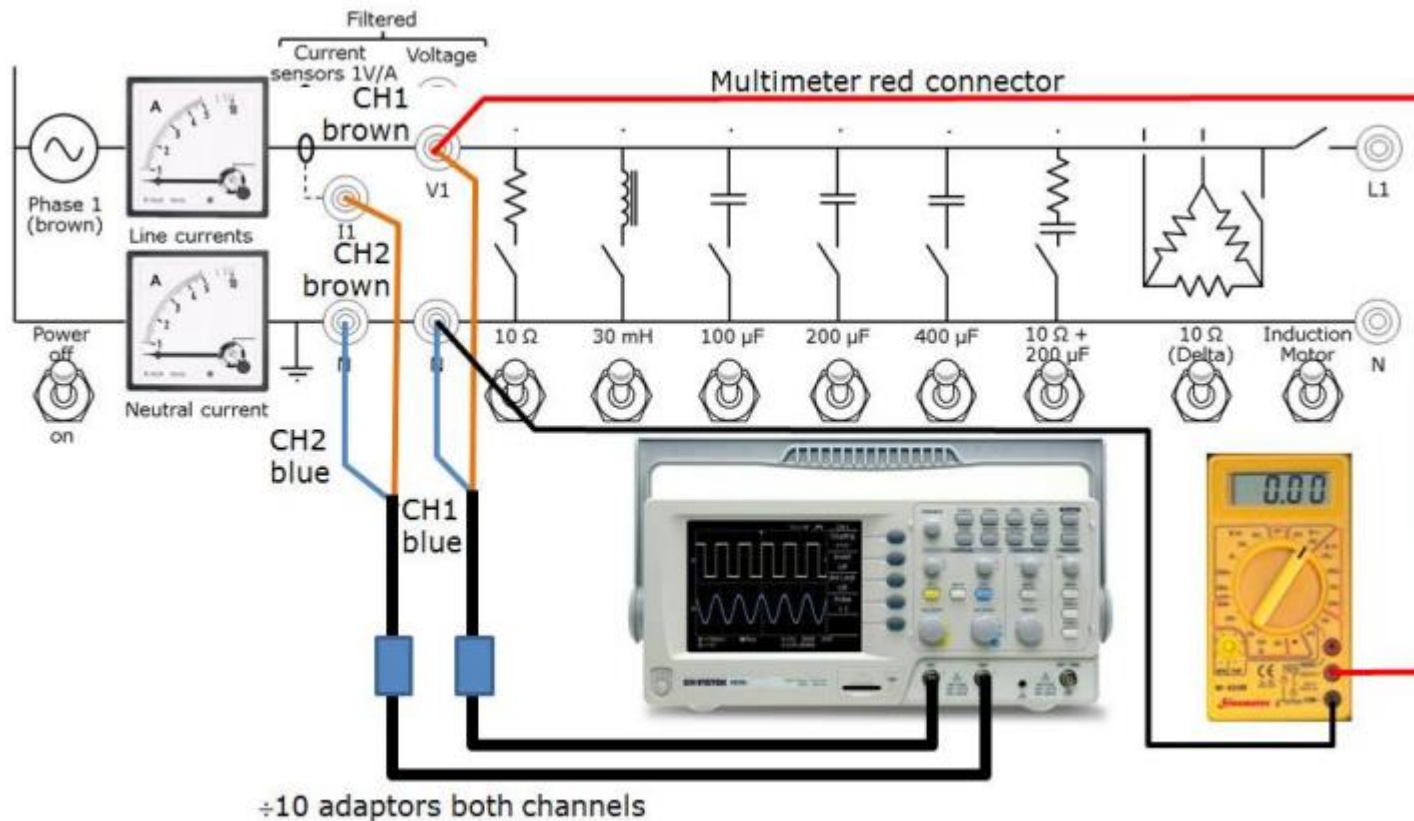 Filtered
Current
sensors 1V/A
Voltage
CH1
brown
Multimeter red connector
A
Phase 1
(brown)
Line currents
V1
I1
L1
CH2
brown
A
Power
off
on
Neutral current
N
N
10 Ω
30 mH
100 µF
200 µF
400 µF
10 Ω +
200 µF
10 Ω
(Delta)
Induction
Motor
N
CH2
blue
CH1
blue
0.00
÷10 adaptors both channels